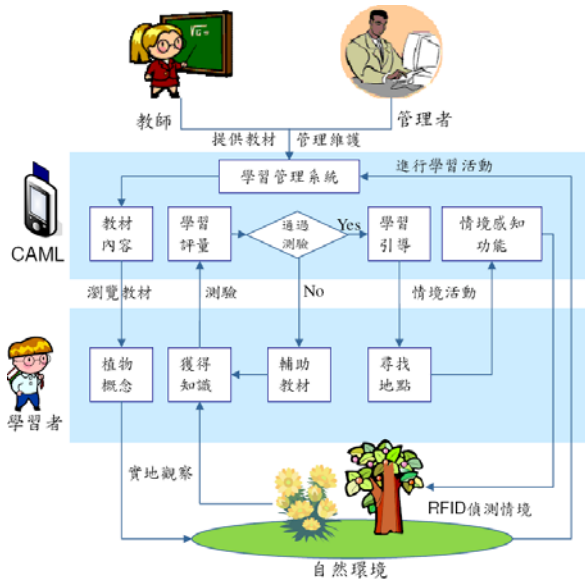 教師
管理者
提供教材
管理維護
進行學習活動
學習管理系統
CAML
教材
內容
學習
評量
通過
測驗
Yes
學習
引導
情境感知
功能
瀏覽教材
測驗
No
情境活動
植物
概念
獲得
知識
輔助
教材
尋找
地點
學習者
實地觀察
RFID偵測情境
自然環境